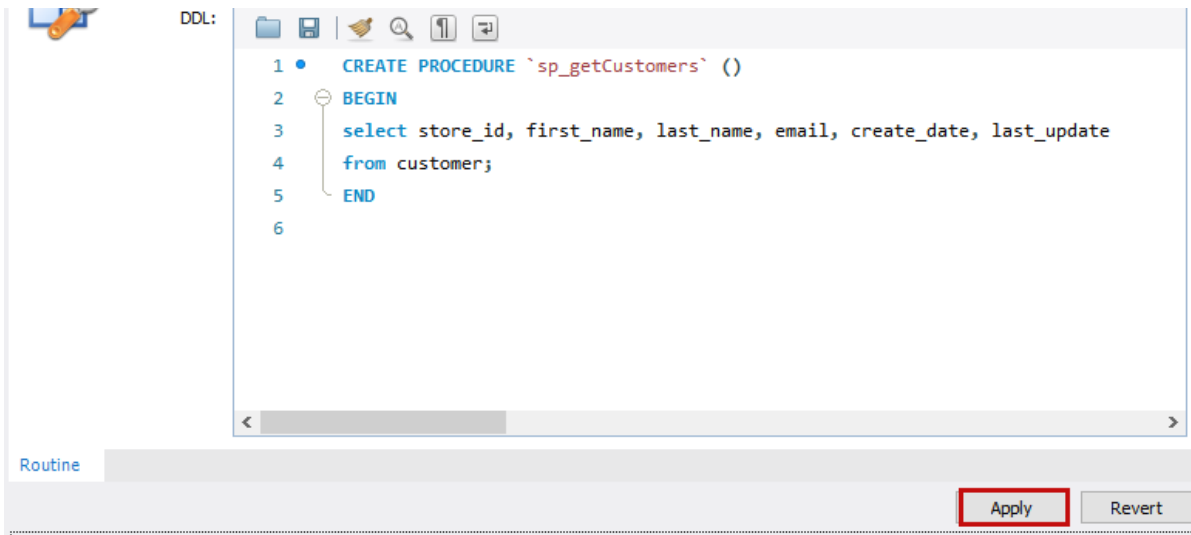 DDL:
1 CREATE PROCEDURE `sp_getCustomers` ()
2 BEGIN
3 select store_id, first_name, last_name, email, create_date, last_update
4 from customer;
5 END
6
Routine
Apply Revert